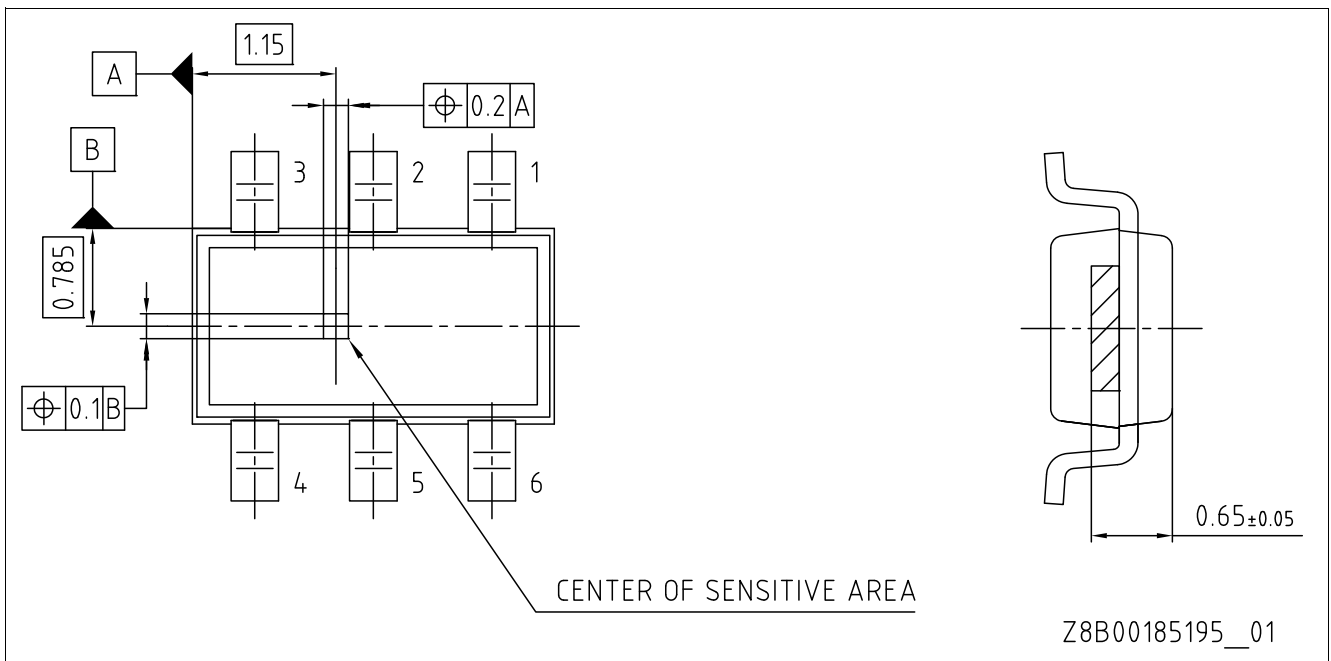 1.15
A
⌖ 0.2 A
B
3 2 1
0.785
⌖ 0.1 B
4 5 6
0.65±0.05
CENTER OF SENSITIVE AREA
Z8B00185195__01